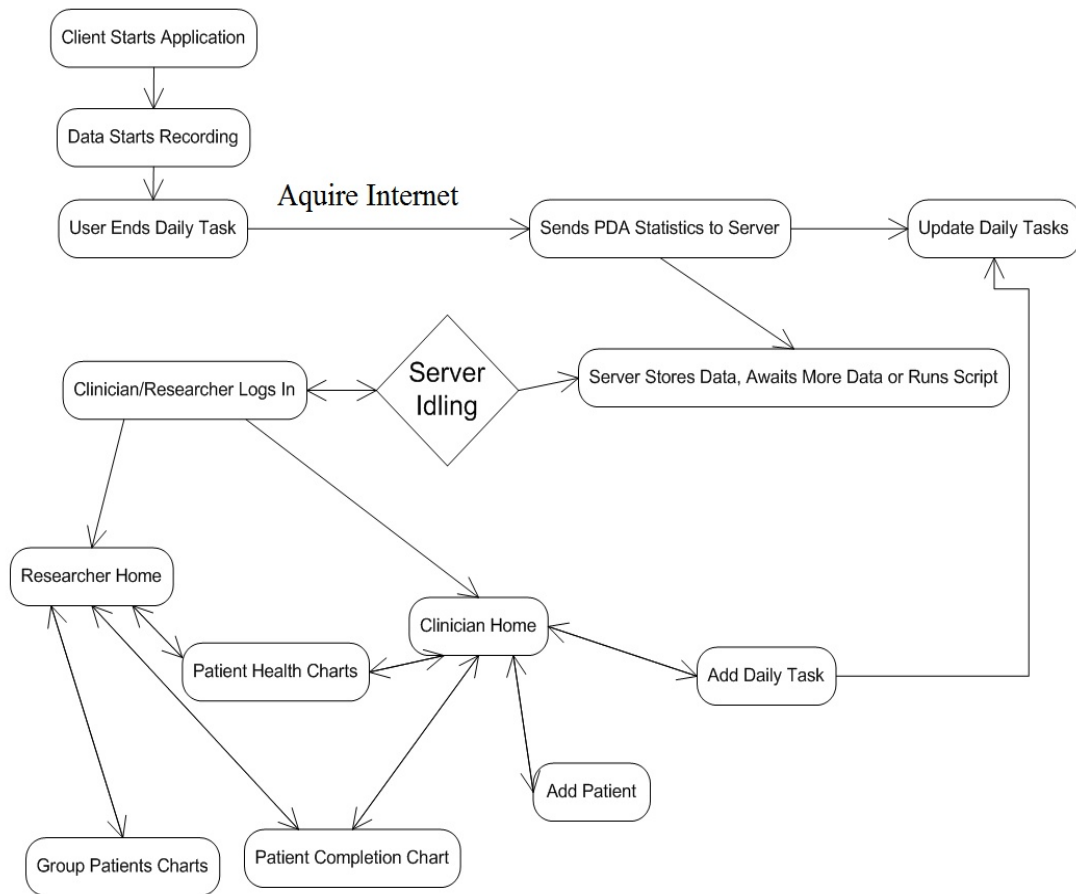 Client Starts Application
Data Starts Recording
Aquire Internet
User Ends Daily Task
Sends PDA Statistics to Server
Update Daily Tasks
Clinician/Researcher Logs In
Server
Idling
Server Stores Data, Awaits More Data or Runs Script
Researcher Home
Clinician Home
Patient Health Charts
Add Daily Task
Add Patient
Group Patients Charts
Patient Completion Chart